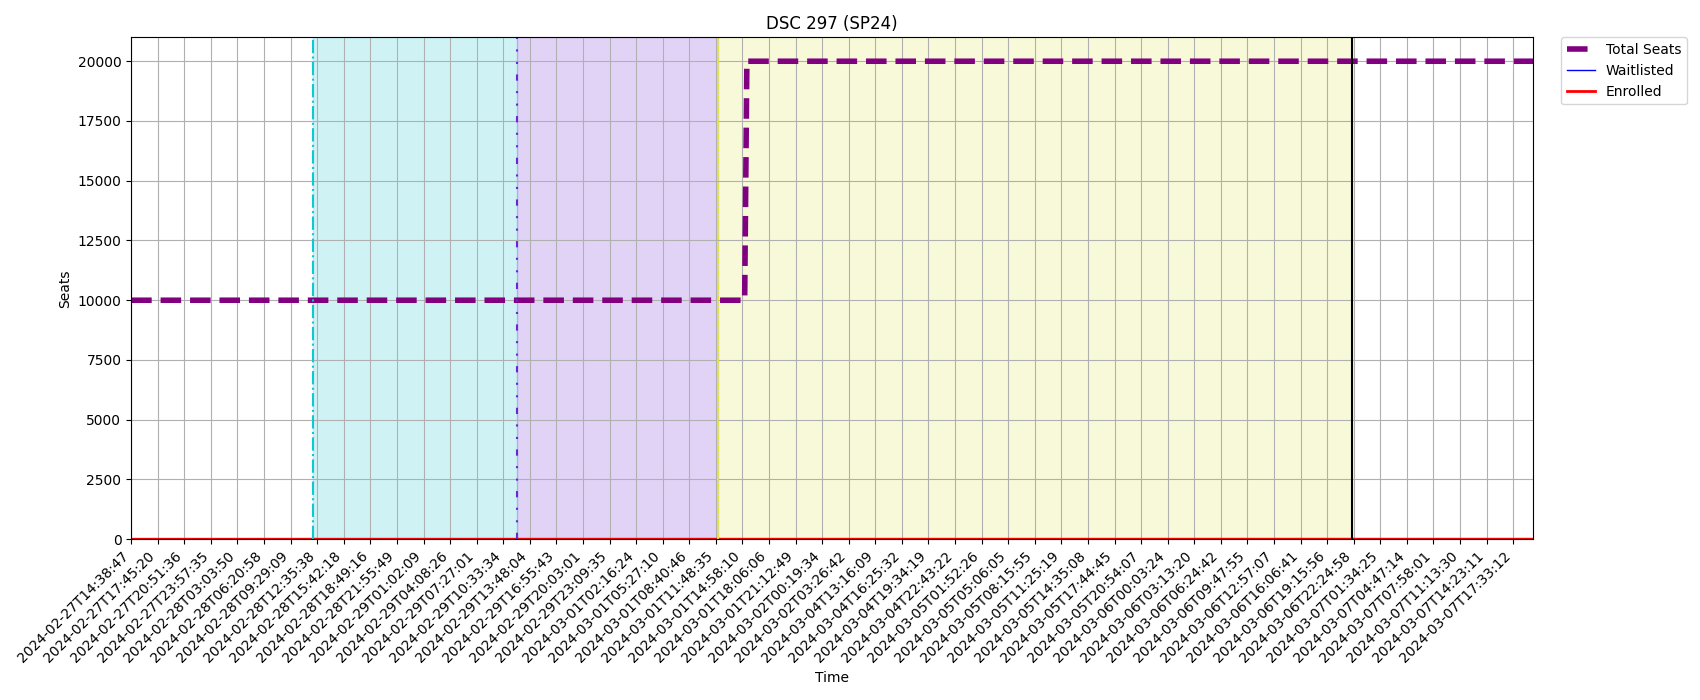 DSC 297 (SP24)
Total Seats
Waitlisted
Enrolled
Seats
20000
17500
15000
12500
10000
7500
5000
2500
0
2024-02-27T14:38:47
2024-02-27T17:45:20
2024-02-27T20:51:36
2024-02-27T23:57:35
2024-02-28T03:03:50
2024-02-28T06:20:58
2024-02-28T09:29:09
2024-02-28T12:35:38
2024-02-28T15:42:18
2024-02-28T18:49:16
2024-02-28T21:55:49
2024-02-29T01:02:09
2024-02-29T04:08:26
2024-02-29T07:27:01
2024-02-29T10:33:34
2024-02-29T13:48:04
2024-02-29T16:55:43
2024-02-29T20:03:01
2024-02-29T23:09:35
2024-03-01T02:16:24
2024-03-01T05:27:10
2024-03-01T08:40:46
2024-03-01T11:48:35
2024-03-01T14:58:10
2024-03-01T18:06:06
2024-03-01T21:12:49
2024-03-02T00:19:34
2024-03-02T03:26:42
2024-03-04T13:16:09
2024-03-04T16:25:32
2024-03-04T19:34:19
2024-03-04T22:43:22
2024-03-05T01:52:26
2024-03-05T05:06:05
2024-03-05T08:15:55
2024-03-05T11:25:19
2024-03-05T14:35:08
2024-03-05T17:44:45
2024-03-05T20:54:07
2024-03-06T00:03:24
2024-03-06T03:13:20
2024-03-06T06:24:42
2024-03-06T09:47:55
2024-03-06T12:57:07
2024-03-06T16:06:41
2024-03-06T19:15:56
2024-03-06T22:24:58
2024-03-07T01:34:25
2024-03-07T04:47:14
2024-03-07T07:58:01
2024-03-07T11:13:30
2024-03-07T14:23:11
2024-03-07T17:33:12
Time